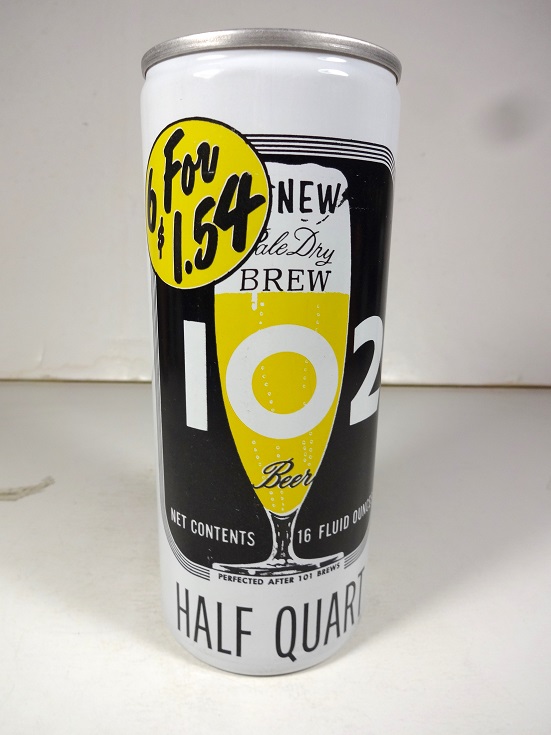 6 For
$1.54
NEW
Pale Dry
BREW
102
Beer
NET CONTENTS 16 FLUID OUNCES
PERFECTED AFTER 101 BREWS
HALF QUART